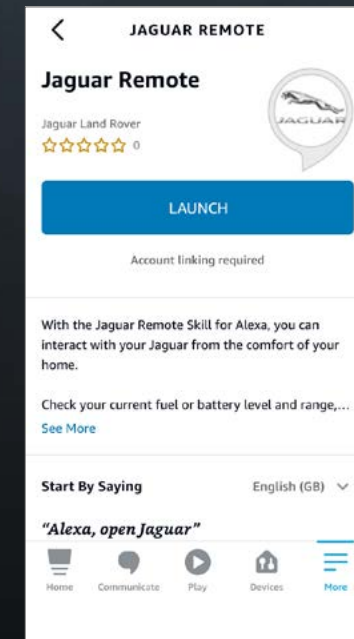 JAGUAR REMOTE
Jaguar Remote
Jaguar Land Rover
0
JAGUAR
LAUNCH
Account linking required
With the Jaguar Remote Skill for Alexa, you can
interact with your Jaguar from the comfort of your
home.
Check your current fuel or battery level and range,...
See More
Start By Saying
English (GB)
“Alexa, open Jaguar”
Home
Communicate
Play
Devices
More